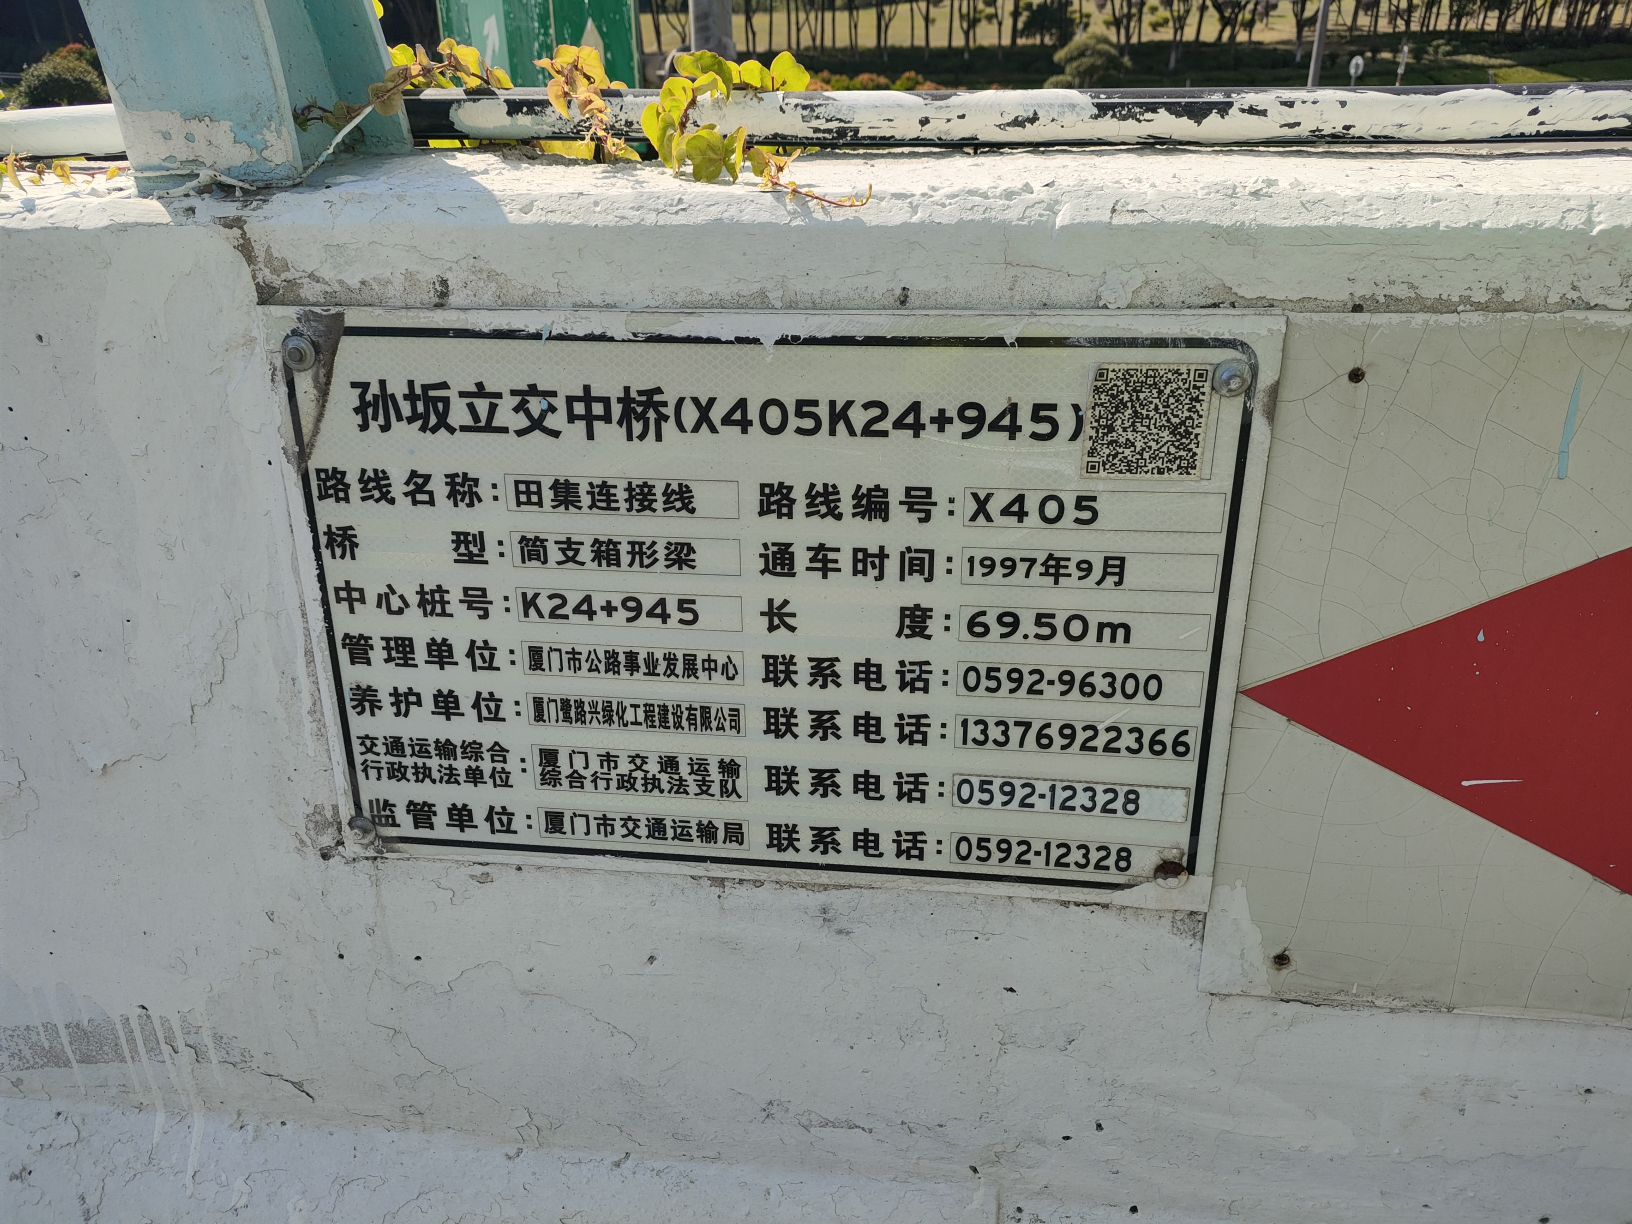 孙坂立交中桥(X405K24+945)
路线名称: 田集连接线 路线编号: X405
桥 型: 简支箱形梁 通车时间: 1997年9月
中心桩号: K24+945 长 度: 69.50m
管理单位: 厦门市公路事业发展中心 联系电话: 0592-96300
养护单位: 厦门鹭路兴绿化工程建设有限公司 联系电话: 13376922366
交通运输综合行政执法单位: 厦门市交通运输综合行政执法支队 联系电话: 0592-12328
监管单位: 厦门市交通运输局 联系电话: 0592-12328